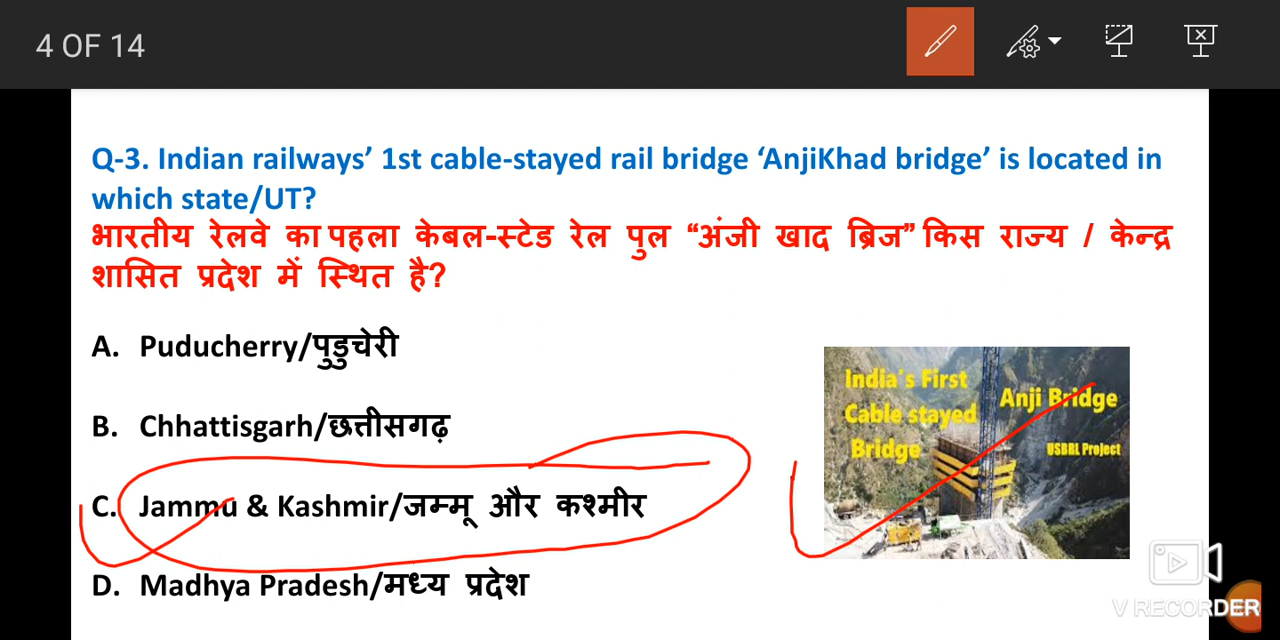 4 OF 14
Q-3. Indian railways’ 1st cable-stayed rail bridge ‘AnjiKhad bridge’ is located in
which state/UT?
भारतीय रेलवे का पहला केबल-स्टेड रेल पुल “अंजी खाद ब्रिज” किस राज्य / केन्द्र
शासित प्रदेश में स्थित है?
A. Puducherry/पुडुचेरी
B. Chhattisgarh/छत्तीसगढ़
C. Jammu & Kashmir/जम्मू और कश्मीर
D. Madhya Pradesh/मध्य प्रदेश
India's First
Cable stayed
Bridge
Anji Bridge
USBRL Project
V RECORDER